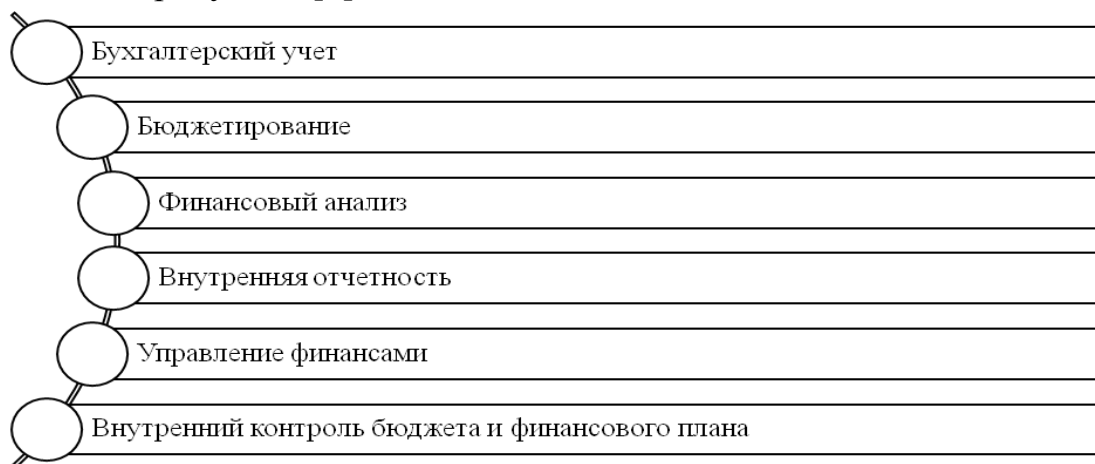 Бухгалтерский учет
Бюджетирование
Финансовый анализ
Внутренняя отчетность
Управление финансами
Внутренний контроль бюджета и финансового плана